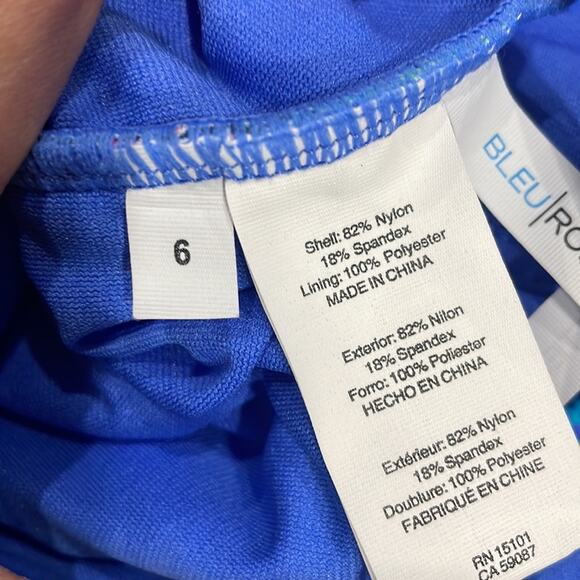 6
Shell: 82% Nylon
18% Spandex
Lining: 100% Polyester
MADE IN CHINA
Exterior: 82% Nilon
18% Spandex
Forro: 100% Poliester
HECHO EN CHINA
Extérieur: 82% Nylon
18% Spandex
Doublure: 100% Polyester
FABRIQUÉ EN CHINE
RN 15101
CA 59087
BLEU|RO